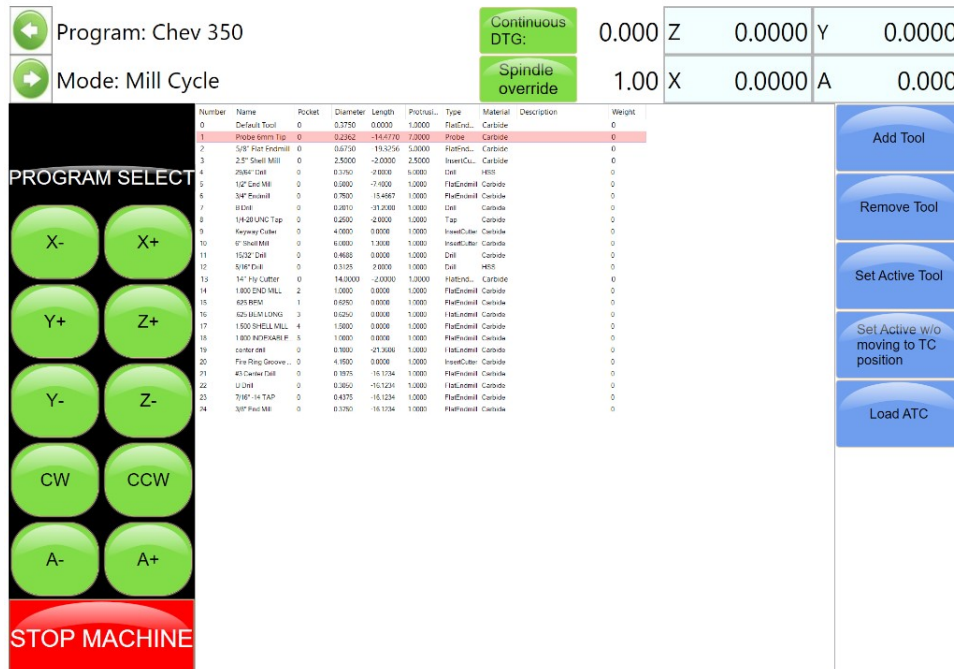 Program: Chev 350
Continuous DTG: 0.000 Z 0.0000 Y 0.0000
Mode: Mill Cycle
Spindle override 1.00 X 0.0000 A 0.000
Number Name Pocket Diameter Length Protrusi... Type Material Description Weight
0 Default Tool 0 0.3750 0.0000 1.0000 FlatEnd... Carbide 0
1 Probe 6mm Tip 0 0.2362 -14.4770 7.0000 Probe Carbide 0
2 5/8" Flat Endmill 0 0.6750 -19.3256 5.0000 FlatEnd... Carbide 0
3 2.5" Shell Mill 0 2.5000 -2.0000 2.5000 InsertCu... Carbide 0
4 29/64" Drill 0 0.3750 -2.0000 6.0000 Drill HSS 0
5 1/2" End Mill 0 0.5000 -7.4000 1.0000 FlatEndmill Carbide 0
6 3/4" Endmill 0 0.7500 -15.4667 1.0000 FlatEndmill Carbide 0
7 B Drill 0 0.2010 -31.2000 1.0000 Drill Carbide 0
8 1/4-20 UNC Tap 0 0.2500 -2.0000 1.0000 Tap Carbide 0
9 Keyway Cutter 0 4.0000 0.0000 1.0000 InsertCutter Carbide 0
10 6" Shell Mill 0 6.0000 1.3000 1.0000 InsertCutter Carbide 0
11 15/32" Drill 0 0.4688 0.0000 1.0000 Drill Carbide 0
12 5/16" Drill 0 0.3125 2.0000 1.0000 Drill HSS 0
13 14" Fly Cutter 0 14.0000 -2.0000 1.0000 FlatEnd... Carbide 0
14 1.000 END MILL 2 1.0000 0.0000 1.0000 FlatEndmill Carbide 0
15 .625 BEM 1 0.6250 0.0000 1.0000 FlatEndmill Carbide 0
16 .625 BEM LONG 3 0.6250 0.0000 1.0000 FlatEndmill Carbide 0
17 1.500 SHELL MILL 4 1.5000 0.0000 1.0000 FlatEndmill Carbide 0
18 1.000 INDEXABLE 5 1.0000 0.0000 1.0000 FlatEndmill Carbide 0
19 center drill 0 0.1000 1.0000 FlatEndmill Carbide 0
20 Fire Ring Groove ... 0 4.1500 0.0000 1.0000 InsertCutter Carbide 0
21 #3 Center Drill 0 0.1975 -16.1234 1.0000 FlatEndmill Carbide 0
22 U Drill 0 0.3050 -16.1234 1.0000 FlatEndmill Carbide 0
23 7/16"-14 TAP 0 0.4375 -16.1234 1.0000 FlatEndmill Carbide 0
24 3/8" End Mill 0 0.3750 -16.1234 1.0000 FlatEndmill Carbide 0
PROGRAM SELECT
X- X+
Y+ Z+
Y- Z-
CW CCW
A- A+
STOP MACHINE
Add Tool
Remove Tool
Set Active Tool
Set Active w/o
moving to TC
position
Load ATC